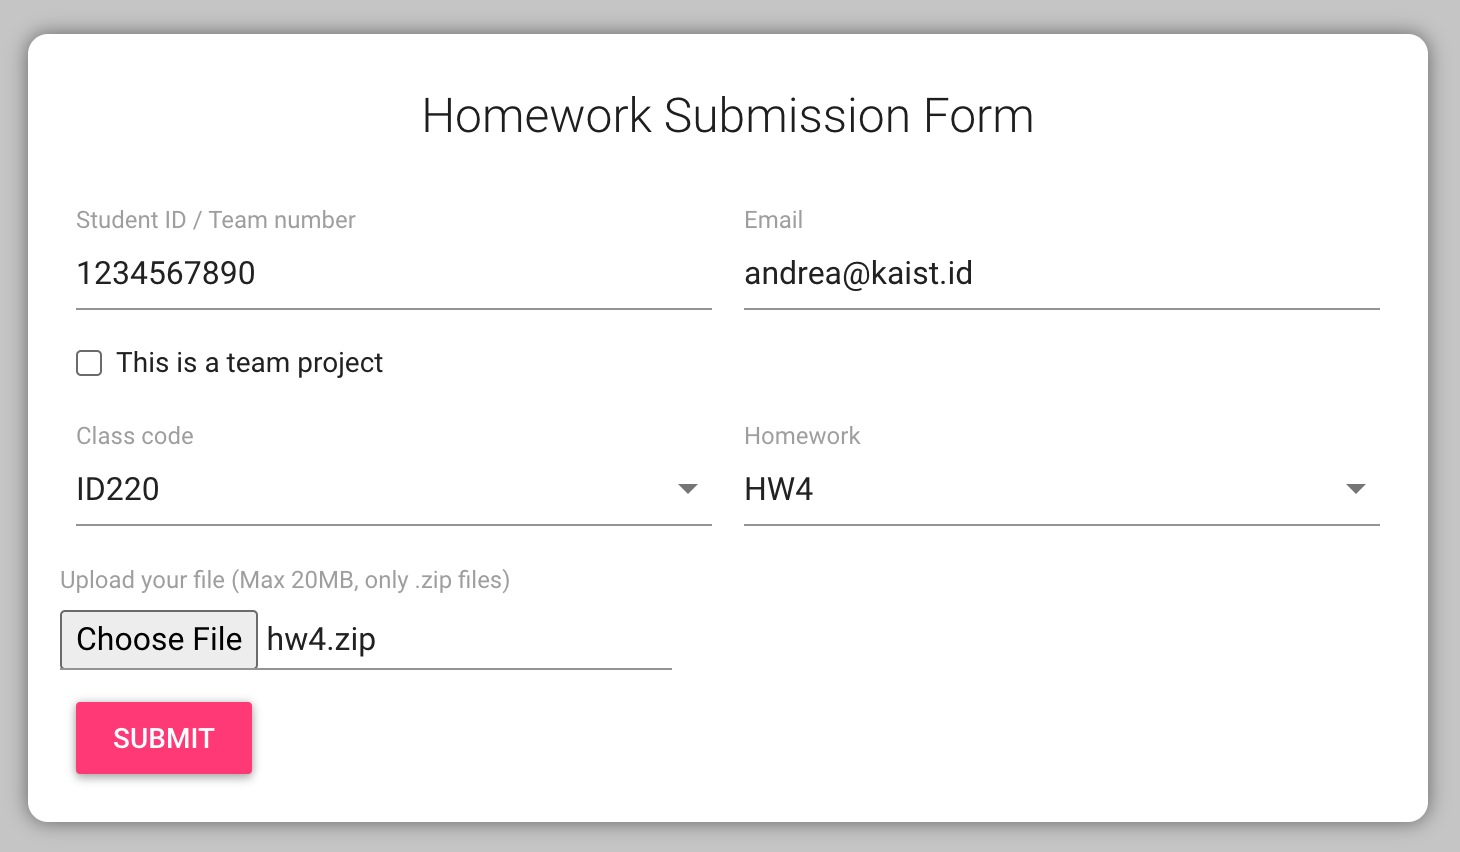 Homework Submission Form
Student ID / Team number
1234567890
Email
andrea@kaist.id
This is a team project
Class code
ID220
Homework
HW4
Upload your file (Max 20MB, only .zip files)
Choose File hw4.zip
SUBMIT